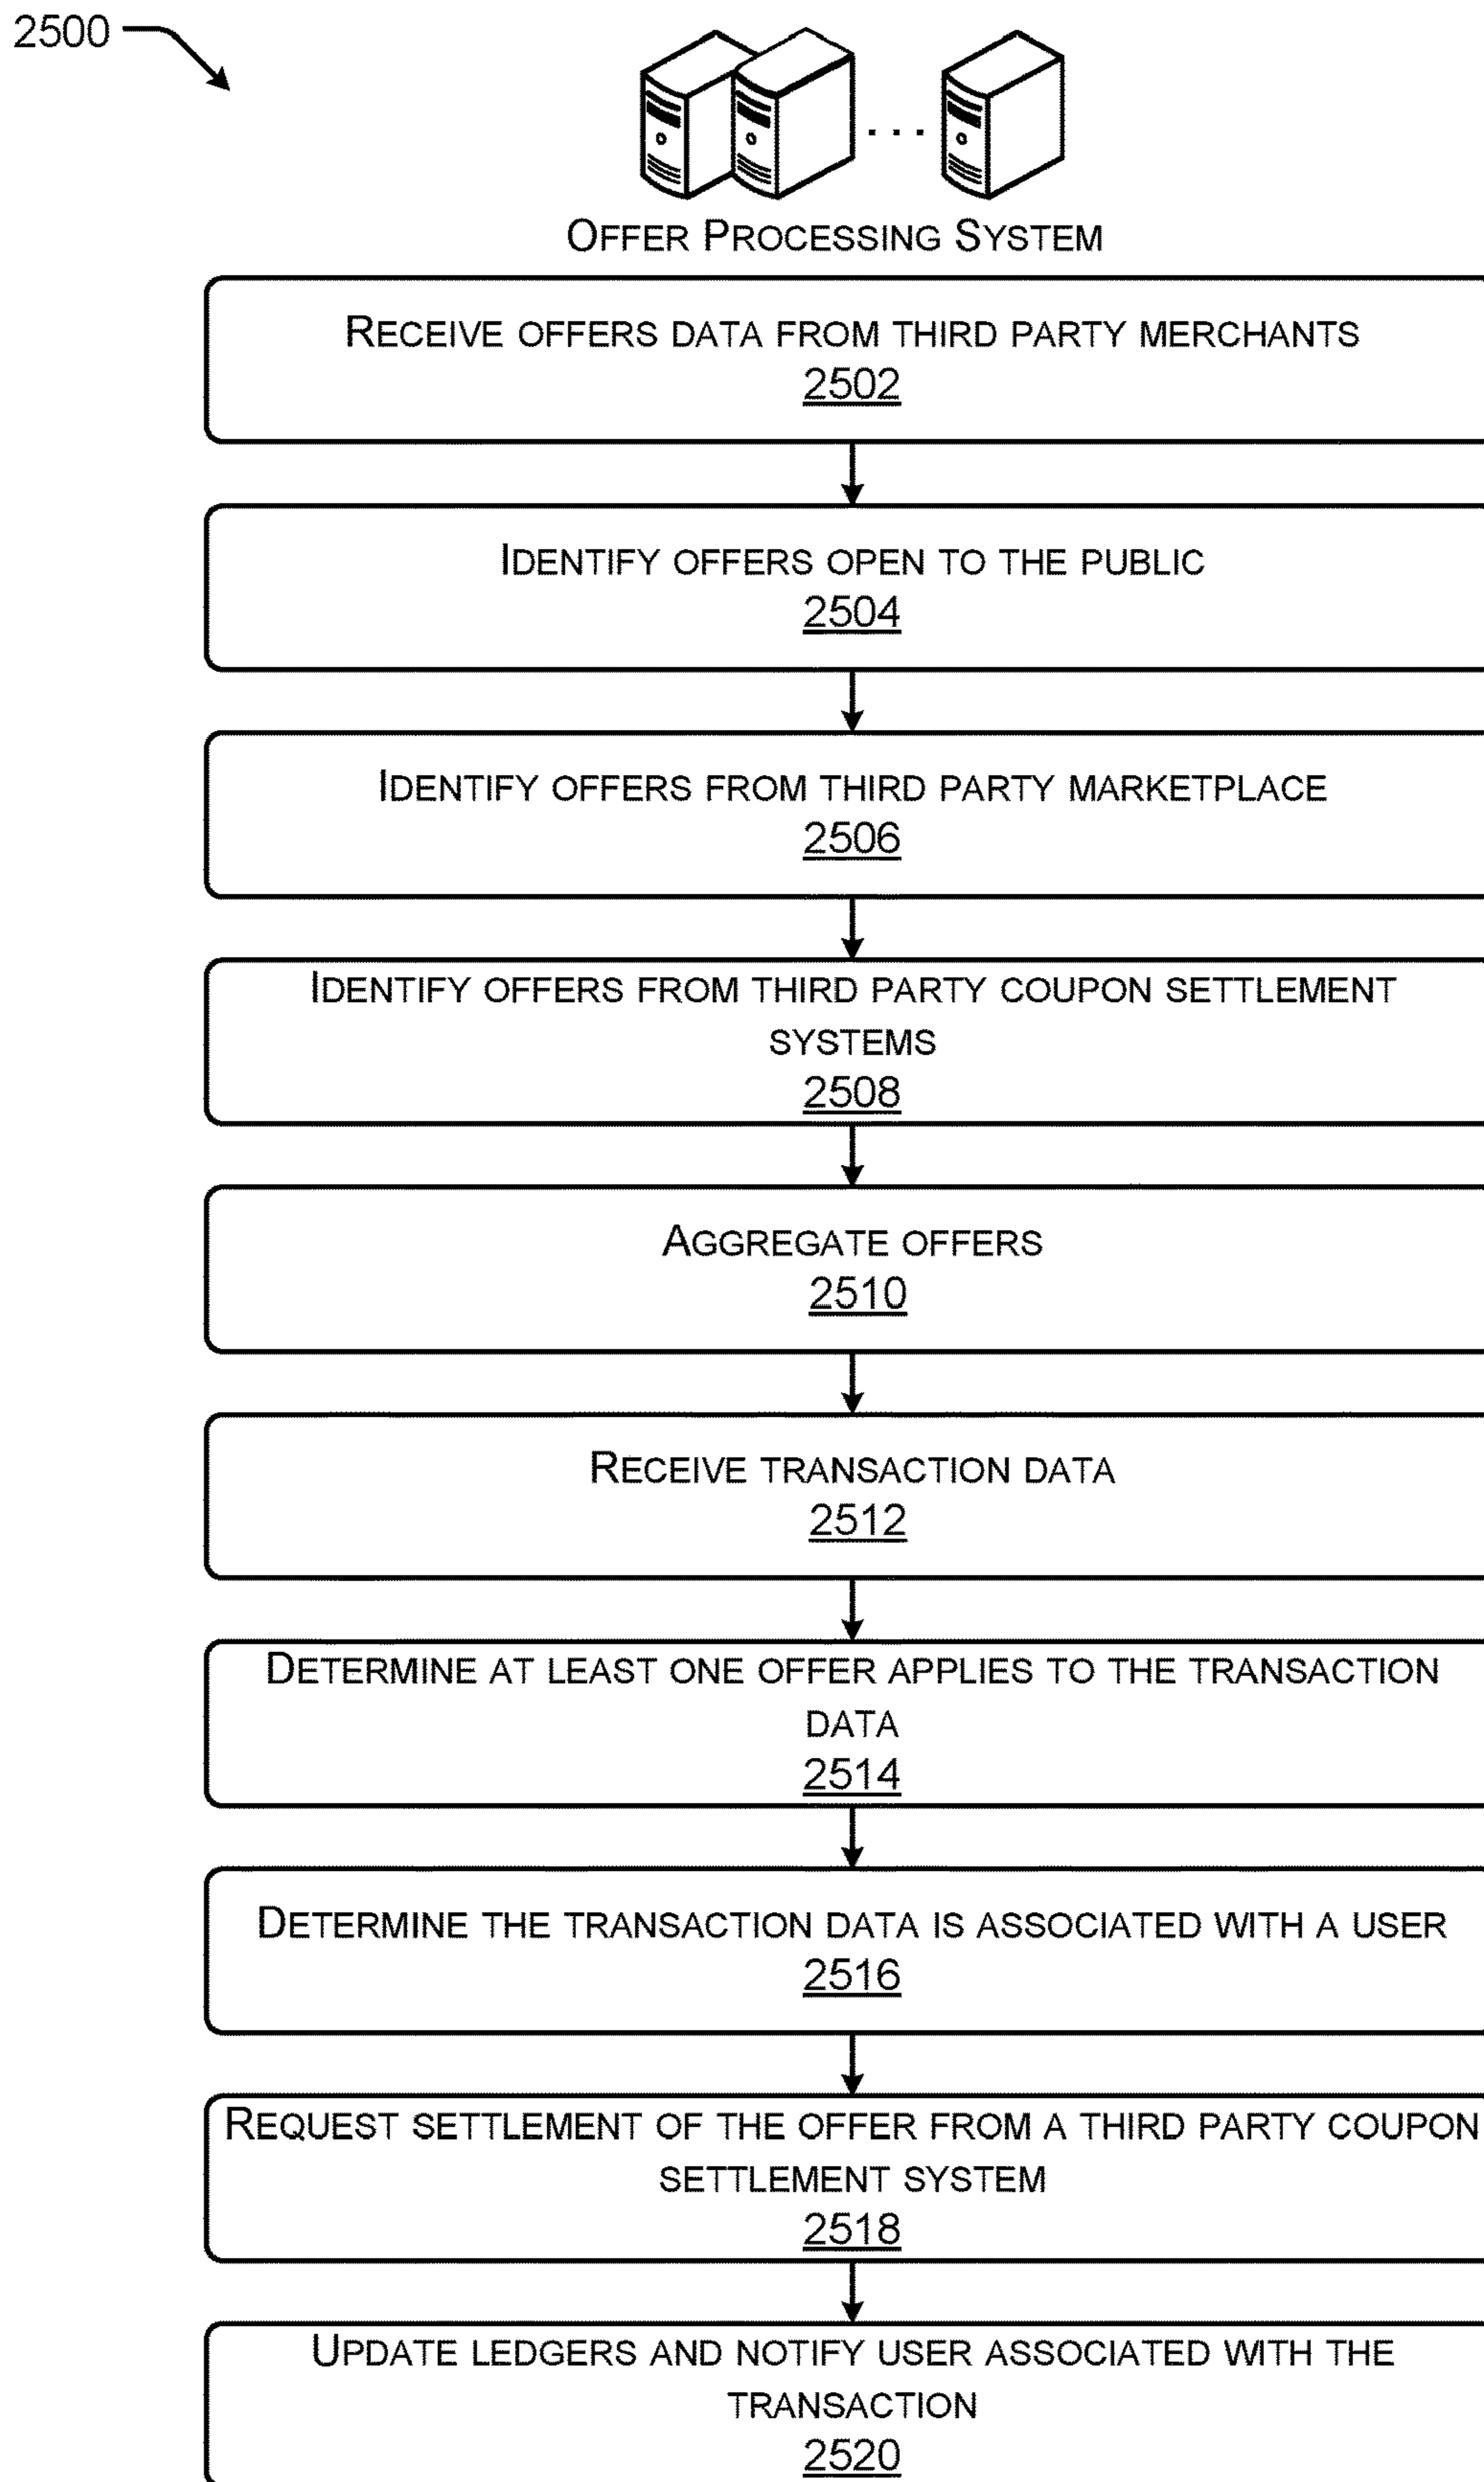 2500
OFFER PROCESSING SYSTEM
RECEIVE OFFERS DATA FROM THIRD PARTY MERCHANTS
2502
IDENTIFY OFFERS OPEN TO THE PUBLIC
2504
IDENTIFY OFFERS FROM THIRD PARTY MARKETPLACE
2506
IDENTIFY OFFERS FROM THIRD PARTY COUPON SETTLEMENT
SYSTEMS
2508
AGGREGATE OFFERS
2510
RECEIVE TRANSACTION DATA
2512
DETERMINE AT LEAST ONE OFFER APPLIES TO THE TRANSACTION
DATA
2514
DETERMINE THE TRANSACTION DATA IS ASSOCIATED WITH A USER
2516
REQUEST SETTLEMENT OF THE OFFER FROM A THIRD PARTY COUPON
SETTLEMENT SYSTEM
2518
UPDATE LEDGERS AND NOTIFY USER ASSOCIATED WITH THE
TRANSACTION
2520